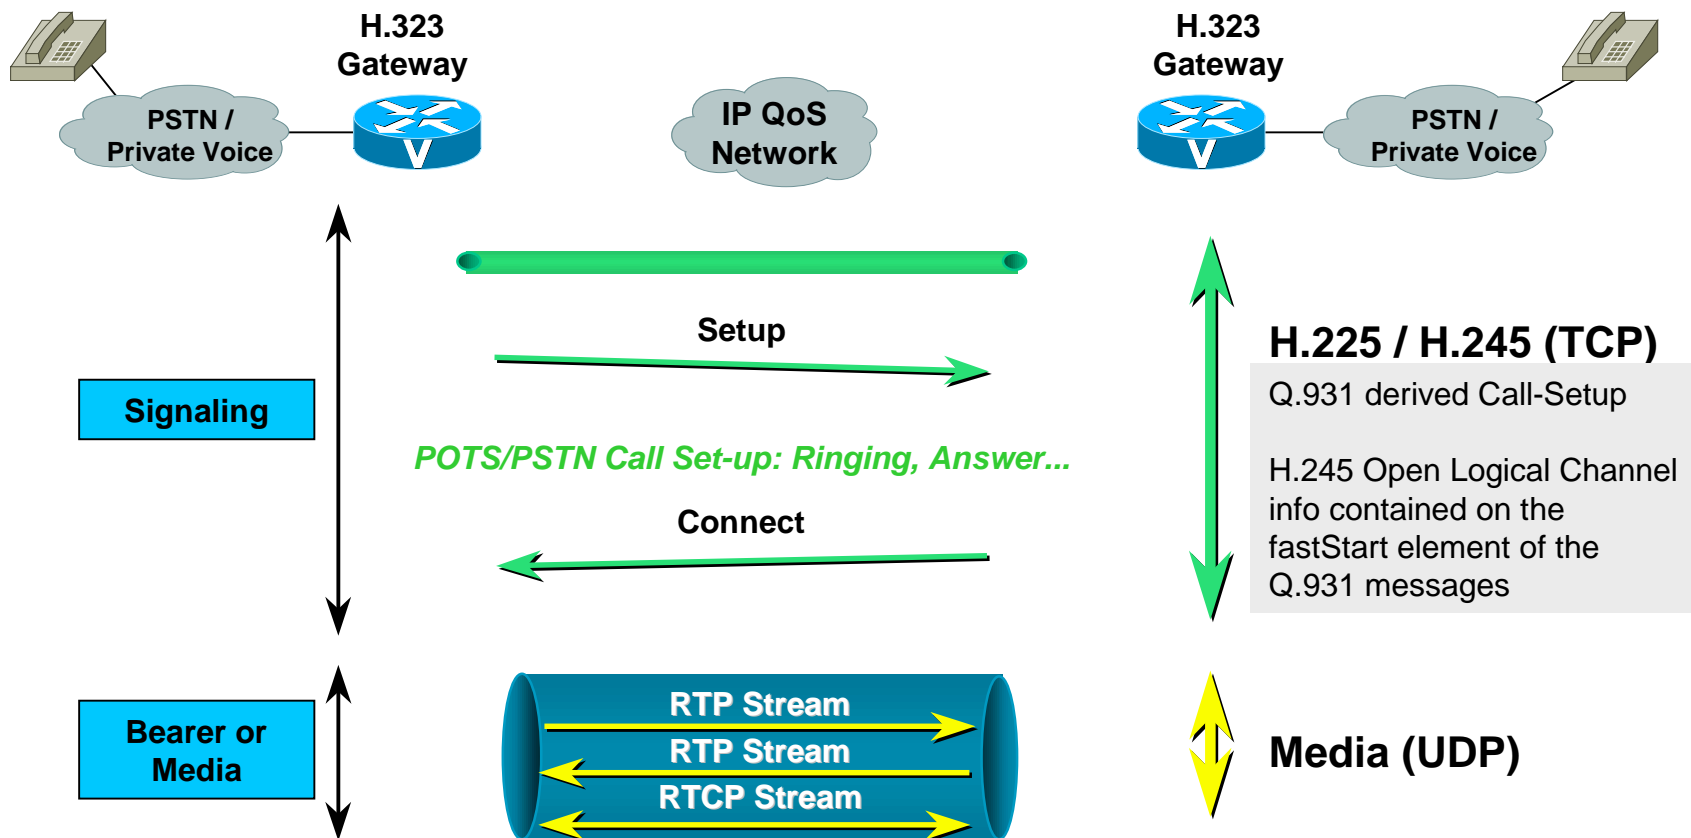 H.323
Gateway
H.323
Gateway
PSTN /
Private Voice
V
IP QoS
Network
V
PSTN /
Private Voice
Setup
H.225 / H.245 (TCP)
Signaling
Q.931 derived Call-Setup
POTS/PSTN Call Set-up: Ringing, Answer...
H.245 Open Logical Channel
info contained on the
fastStart element of the
Q.931 messages
Connect
Bearer or
Media
RTP Stream
RTP Stream
RTCP Stream
Media (UDP)